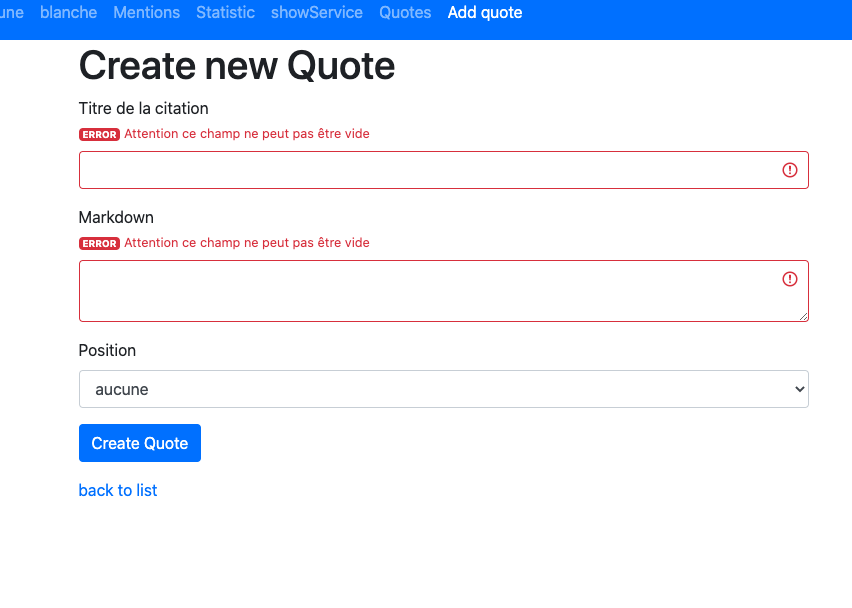 blanche Mentions Statistic showService Quotes Add quote
Create new Quote
Titre de la citation
ERROR Attention ce champ ne peut pas être vide
Markdown
ERROR Attention ce champ ne peut pas être vide
Position
aucune
Create Quote
back to list